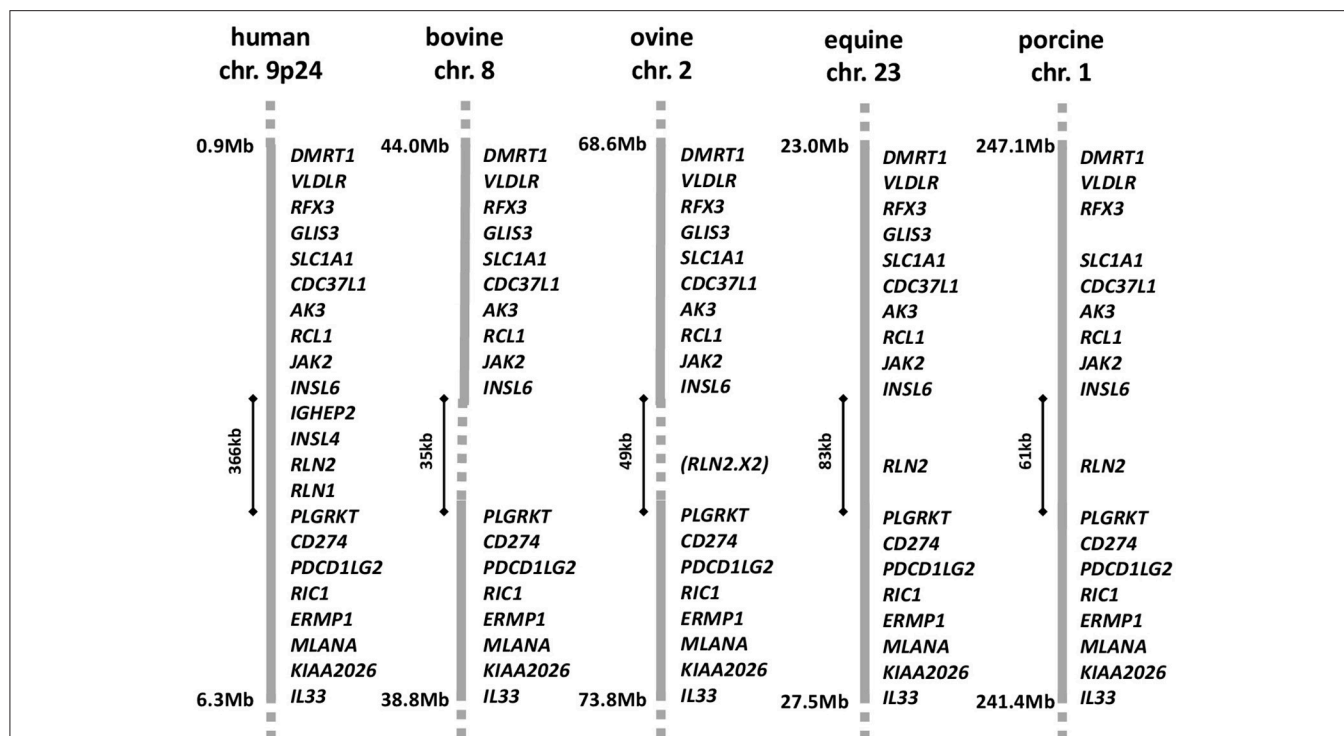 human
chr. 9p24
bovine
chr. 8
ovine
chr. 2
equine
chr. 23
porcine
chr. 1
0.9Mb
DMRT1
VLDLR
RFX3
GLIS3
SLC1A1
CDC37L1
AK3
RCL1
JAK2
INSL6
366kb
IGHEP2
INSL4
RLN2
RLN1
PLGRKT
CD274
PDCD1LG2
RIC1
ERMP1
MLANA
KIAA2026
6.3Mb
IL33
44.0Mb
DMRT1
VLDLR
RFX3
GLIS3
SLC1A1
CDC37L1
AK3
RCL1
JAK2
INSL6
35kb
PLGRKT
CD274
PDCD1LG2
RIC1
ERMP1
MLANA
KIAA2026
38.8Mb
IL33
68.6Mb
DMRT1
VLDLR
RFX3
GLIS3
SLC1A1
CDC37L1
AK3
RCL1
JAK2
INSL6
49kb
(RLN2.X2)
PLGRKT
CD274
PDCD1LG2
RIC1
ERMP1
MLANA
KIAA2026
73.8Mb
IL33
23.0Mb
DMRT1
VLDLR
RFX3
GLIS3
SLC1A1
CDC37L1
AK3
RCL1
JAK2
INSL6
83kb
RLN2
PLGRKT
CD274
PDCD1LG2
RIC1
ERMP1
MLANA
KIAA2026
27.5Mb
IL33
247.1Mb
DMRT1
VLDLR
RFX3
SLC1A1
CDC37L1
AK3
RCL1
JAK2
INSL6
61kb
RLN2
PLGRKT
CD274
PDCD1LG2
RIC1
ERMP1
MLANA
KIAA2026
241.4Mb
IL33